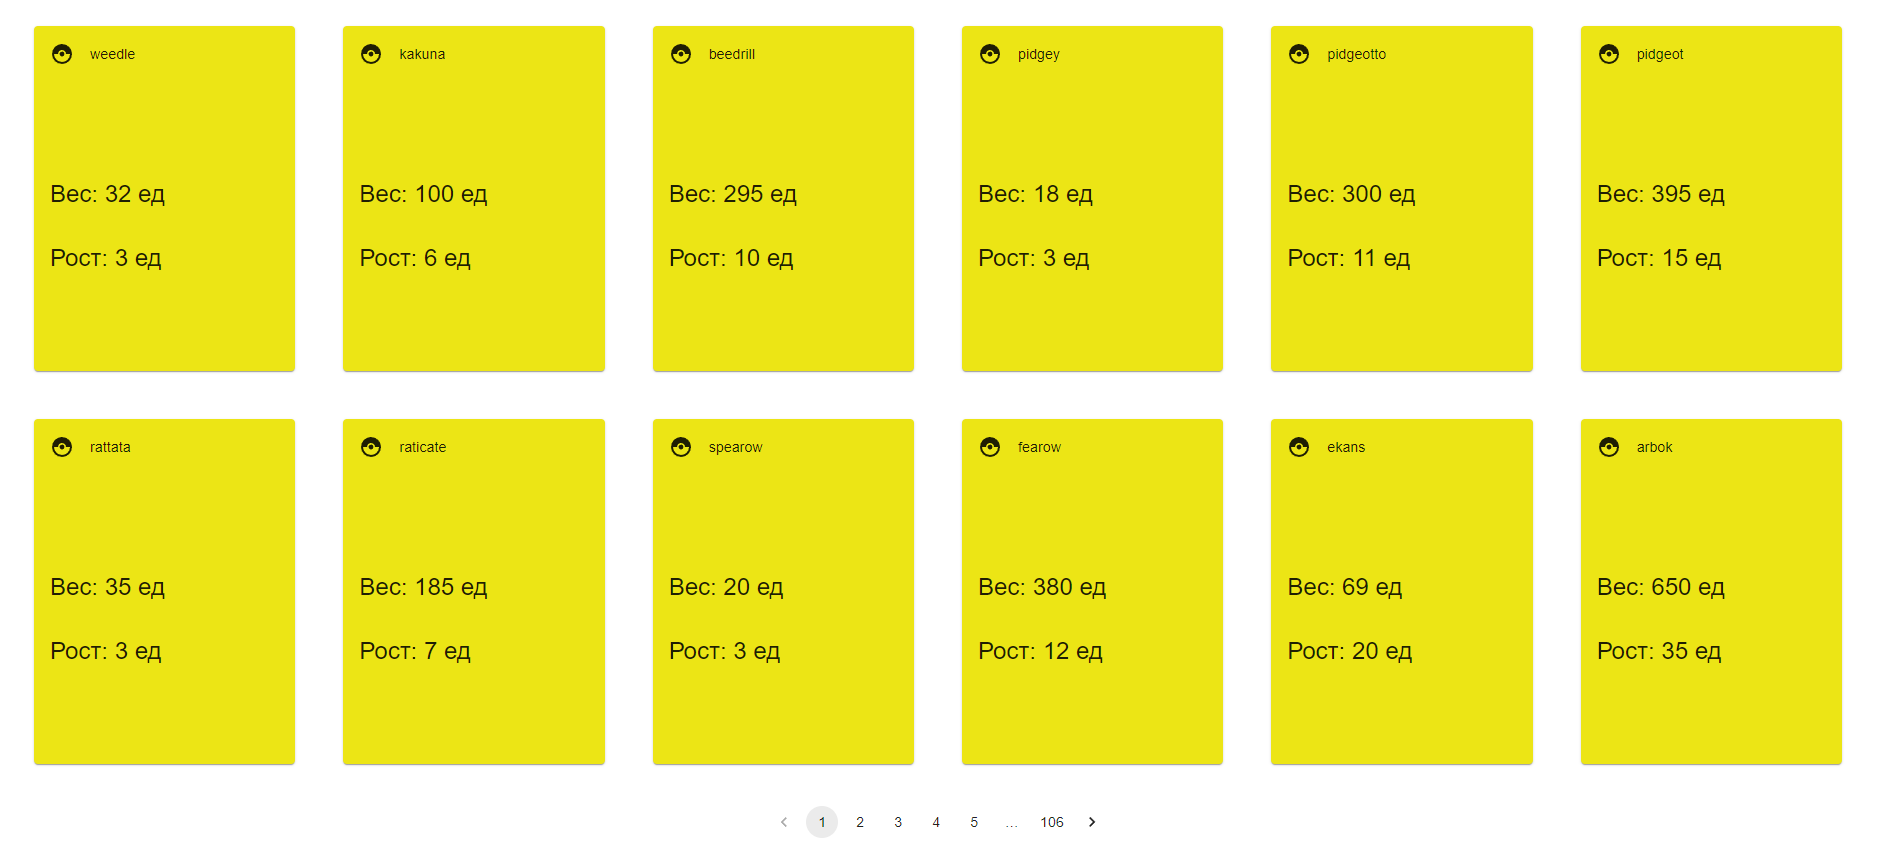 weedle
Вес: 32 ед
Рост: 3 ед
kakuna
Вес: 100 ед
Рост: 6 ед
beedrill
Вес: 295 ед
Рост: 10 ед
pidgey
Вес: 18 ед
Рост: 3 ед
pidgeotto
Вес: 300 ед
Рост: 11 ед
pidgeot
Вес: 395 ед
Рост: 15 ед
rattata
Вес: 35 ед
Рост: 3 ед
raticate
Вес: 185 ед
Рост: 7 ед
spearow
Вес: 20 ед
Рост: 3 ед
fearow
Вес: 380 ед
Рост: 12 ед
ekans
Вес: 69 ед
Рост: 20 ед
arbok
Вес: 650 ед
Рост: 35 ед
1 2 3 4 5 ... 106